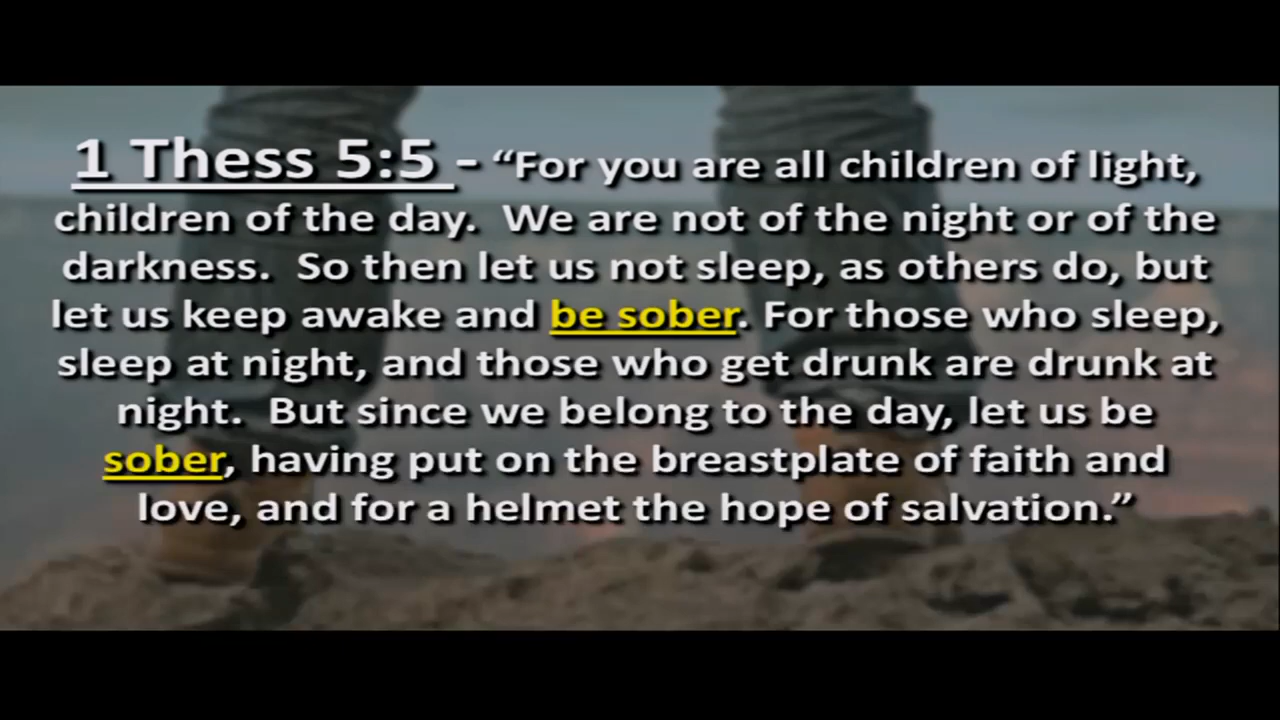 1 Thess 5:5 - “For you are all children of light,
children of the day.  We are not of the night or of the
darkness.  So then let us not sleep, as others do, but
let us keep awake and be sober. For those who sleep,
sleep at night, and those who get drunk are drunk at
night.  But since we belong to the day, let us be
sober, having put on the breastplate of faith and
love, and for a helmet the hope of salvation.”